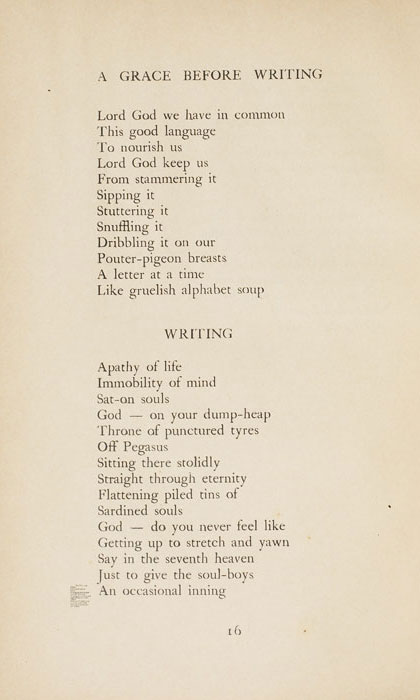 A GRACE BEFORE WRITING
Lord God we have in common
This good language
To nourish us
Lord God keep us
From stammering it
Sipping it
Stuttering it
Snuffling it
Dribbling it on our
Pouter-pigeon breasts
A letter at a time
Like gruelish alphabet soup
WRITING
Apathy of life
Immobility of mind
Sat-on souls
God — on your dump-heap
Throne of punctured tyres
Off Pegasus
Sitting there stolidly
Straight through eternity
Flattening piled tins of
Sardined souls
God — do you never feel like
Getting up to stretch and yawn
Say in the seventh heaven
Just to give the soul-boys
An occasional inning
16